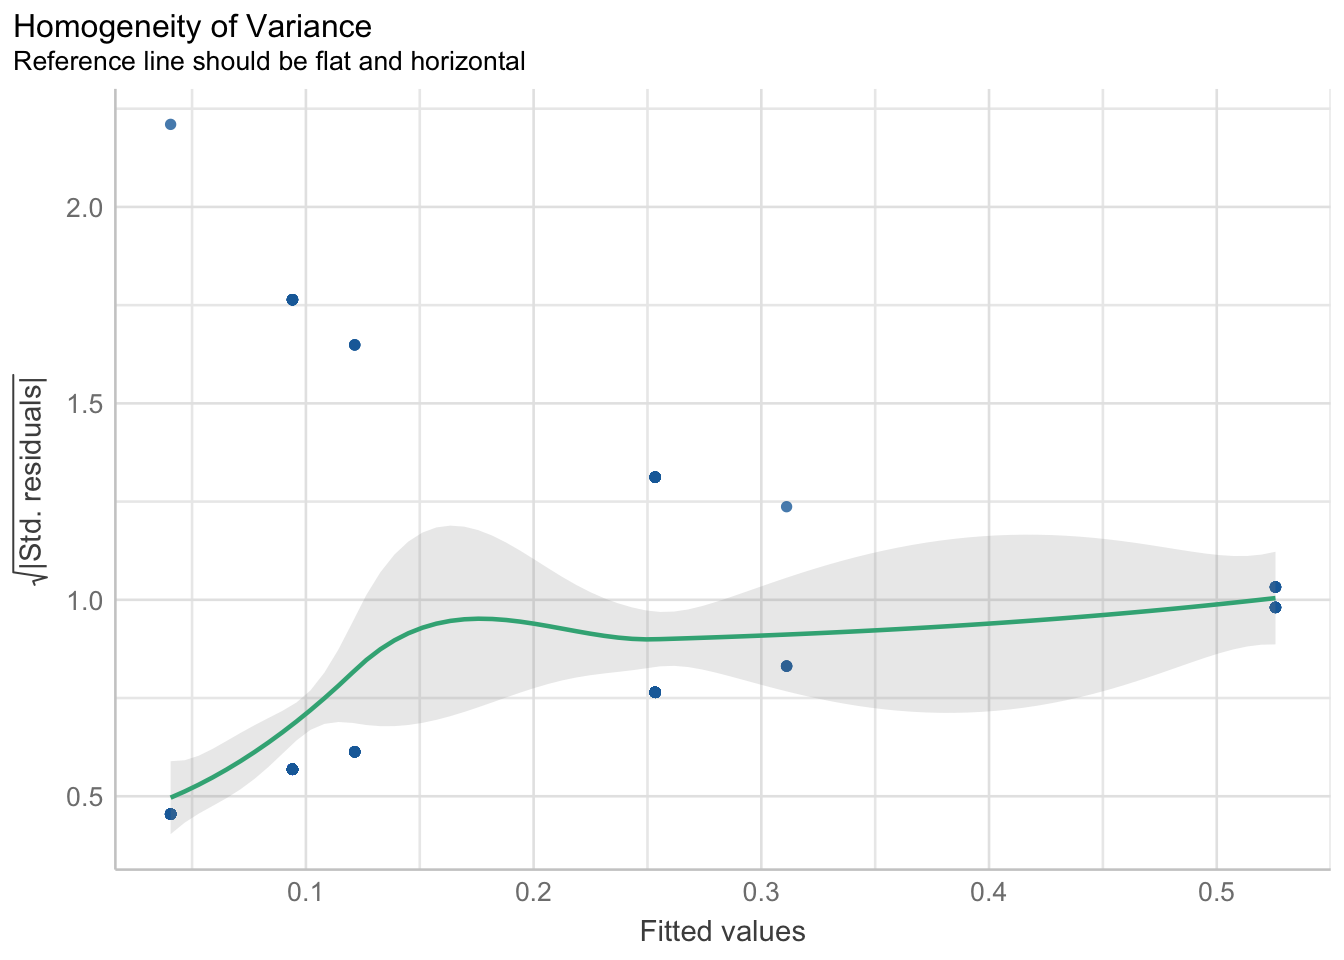 Homogeneity of Variance
Reference line should be flat and horizontal
√|Std. residuals|
2.0
1.5
1.0
0.5
0.1 0.2 0.3 0.4 0.5
Fitted values